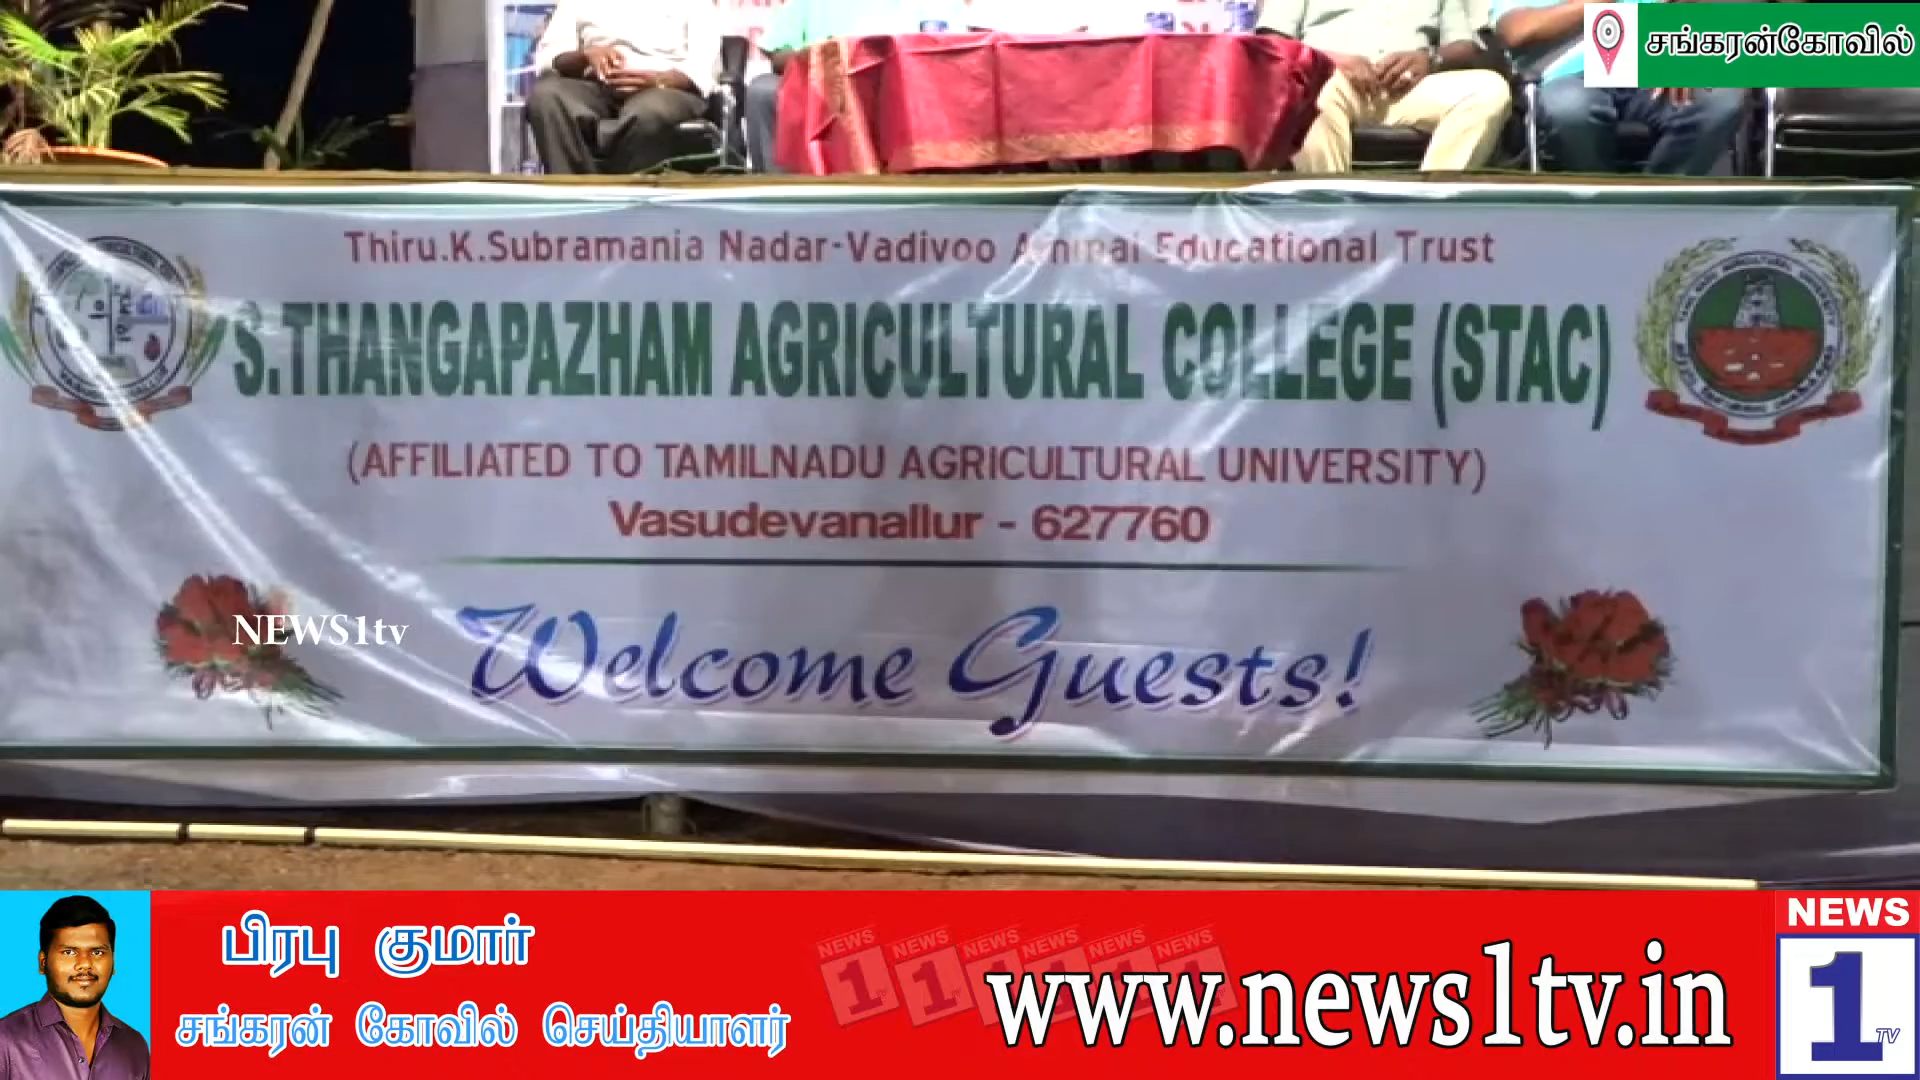 சங்கரன்கோவில்
Thiru.K.Subramania Nadar-Vadivoo Ammal Educational Trust
S.THANGAPAZHAM AGRICULTURAL COLLEGE (STAC)
(AFFILIATED TO TAMILNADU AGRICULTURAL UNIVERSITY)
Vasudevanallur - 627760
NEWS1tv
Welcome Guests!
பிரபு குமார்
சங்கரன் கோவில் செய்தியாளர்
www.news1tv.in
NEWS
1
TV